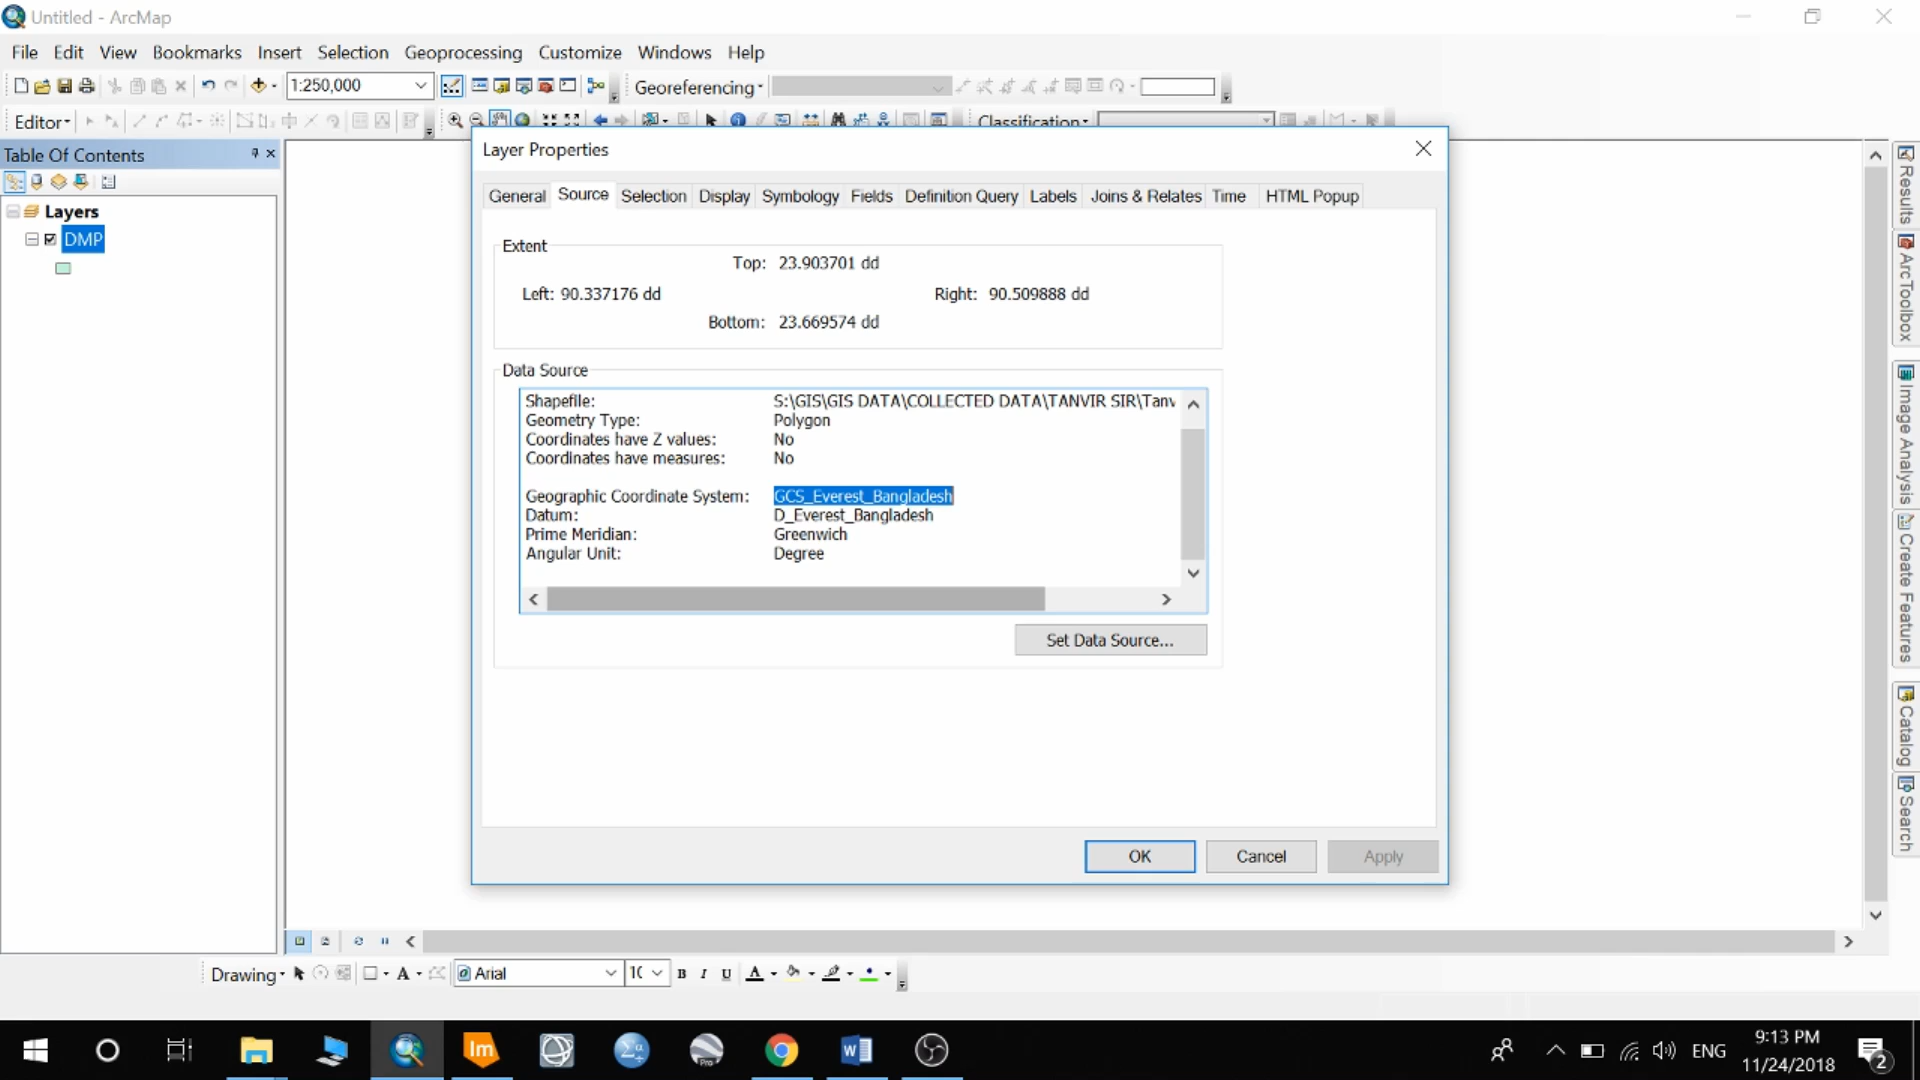 Untitled - ArcMap
File Edit View Bookmarks Insert Selection Geoprocessing Customize Windows Help
1:250,000 Georeferencing
Editor Classification
Table Of Contents
Layers
DMP
Layer Properties
General Source Selection Display Symbology Fields Definition Query Labels Joins & Relates Time HTML Popup
Extent
Top: 23.903701 dd
Left: 90.337176 dd Right: 90.509888 dd
Bottom: 23.669574 dd
Data Source
Shapefile: S:\GIS\GIS DATA\COLLECTED DATA\TANVIR SIR\Tanv
Geometry Type: Polygon
Coordinates have Z values: No
Coordinates have measures: No
Geographic Coordinate System: GCS_Everest_Bangladesh
Datum: D_Everest_Bangladesh
Prime Meridian: Greenwich
Angular Unit: Degree
Set Data Source...
OK Cancel Apply
Results
ArcToolbox
Image Analysis
Create Features
Catalog
Search
Drawing A Arial 10 B I U A
Im Σα Pro W ENG 9:13 PM
11/24/2018 2